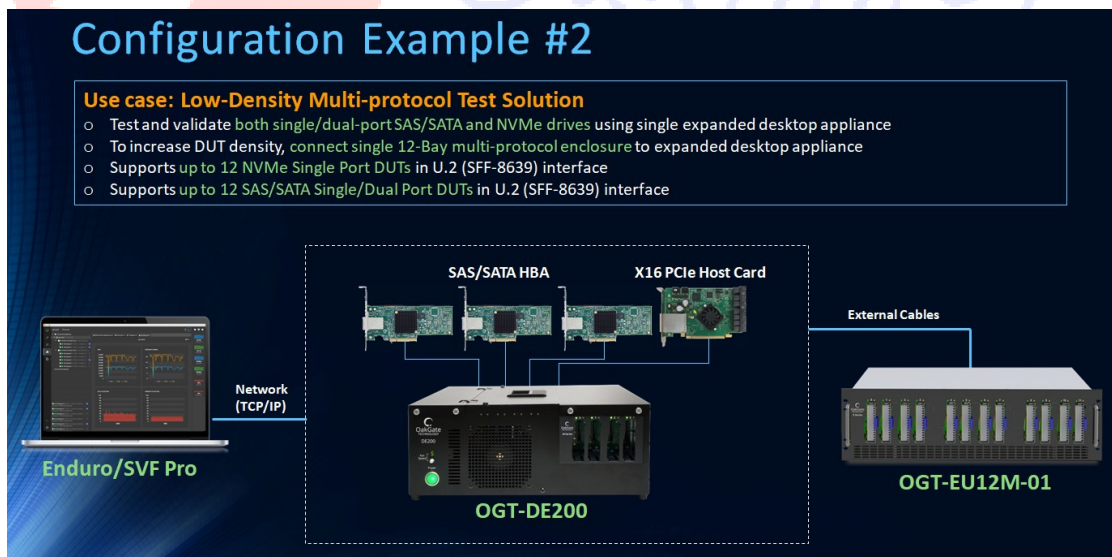 Configuration Example #2
Use case: Low-Density Multi-protocol Test Solution
o Test and validate both single/dual-port SAS/SATA and NVMe drives using single expanded desktop appliance
o To increase DUT density, connect single 12-Bay multi-protocol enclosure to expanded desktop appliance
o Supports up to 12 NVMe Single Port DUTs in U.2 (SFF-8639) interface
o Supports up to 12 SAS/SATA Single/Dual Port DUTs in U.2 (SFF-8639) interface
SAS/SATA HBA
X16 PCIe Host Card
External Cables
Network
(TCP/IP)
OakGate
TECHNOLOGY
DE200
Power
Enduro/SVF Pro
OGT-DE200
OGT-EU12M-01